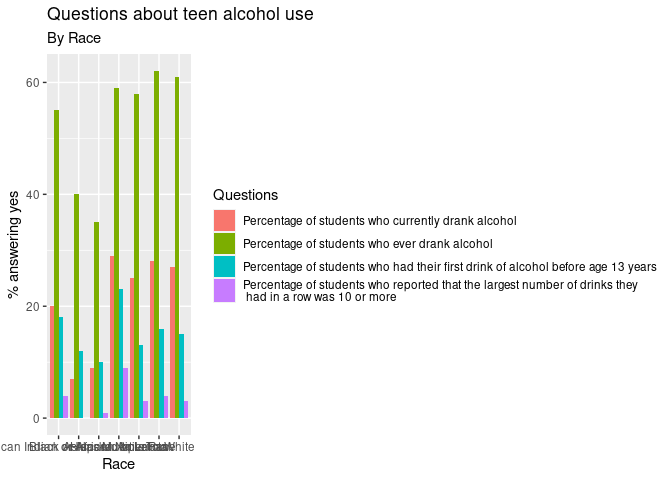 Questions about teen alcohol use
By Race
60
40
20
0
% answering yes
White
Race
Questions
Percentage of students who currently drank alcohol
Percentage of students who ever drank alcohol
Percentage of students who had their first drink of alcohol before age 13 years
Percentage of students who reported that the largest number of drinks they
had in a row was 10 or more